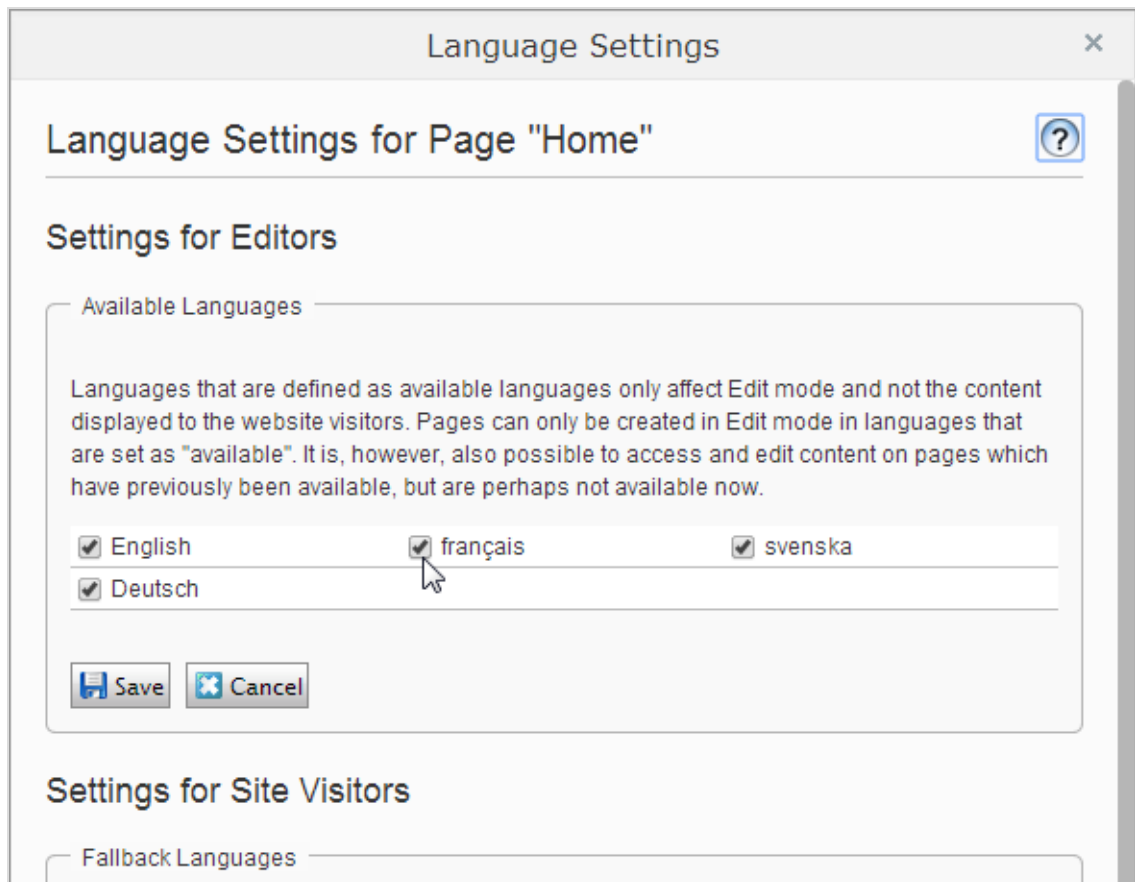 Language Settings
Language Settings for Page "Home"
Settings for Editors
Available Languages
Languages that are defined as available languages only affect Edit mode and not the content
displayed to the website visitors. Pages can only be created in Edit mode in languages that
are set as "available". It is, however, also possible to access and edit content on pages which
have previously been available, but are perhaps not available now.
English français svenska
Deutsch
Save Cancel
Settings for Site Visitors
Fallback Languages